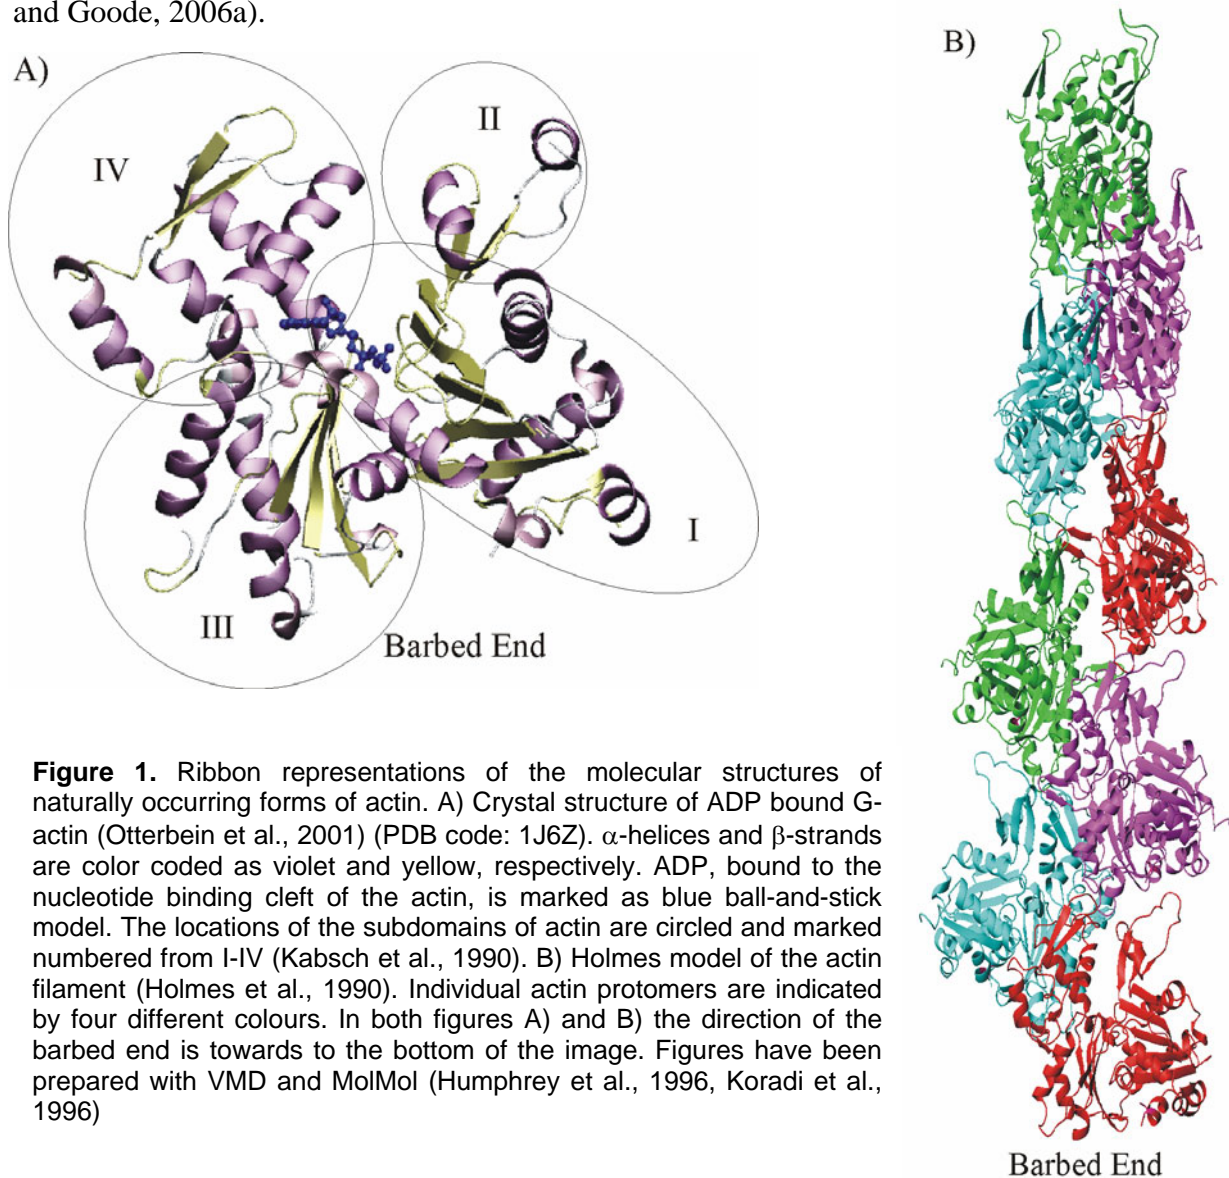 and Goode, 2006a).
A)
B)
II
IV
I
III
Barbed End
Figure 1. Ribbon representations of the molecular structures of
naturally occurring forms of actin. A) Crystal structure of ADP bound G-
actin (Otterbein et al., 2001) (PDB code: 1J6Z). α-helices and β-strands
are color coded as violet and yellow, respectively. ADP, bound to the
nucleotide binding cleft of the actin, is marked as blue ball-and-stick
model. The locations of the subdomains of actin are circled and marked
numbered from I-IV (Kabsch et al., 1990). B) Holmes model of the actin
filament (Holmes et al., 1990). Individual actin protomers are indicated
by four different colours. In both figures A) and B) the direction of the
barbed end is towards to the bottom of the image. Figures have been
prepared with VMD and MolMol (Humphrey et al., 1996, Koradi et al.,
1996)
Barbed End